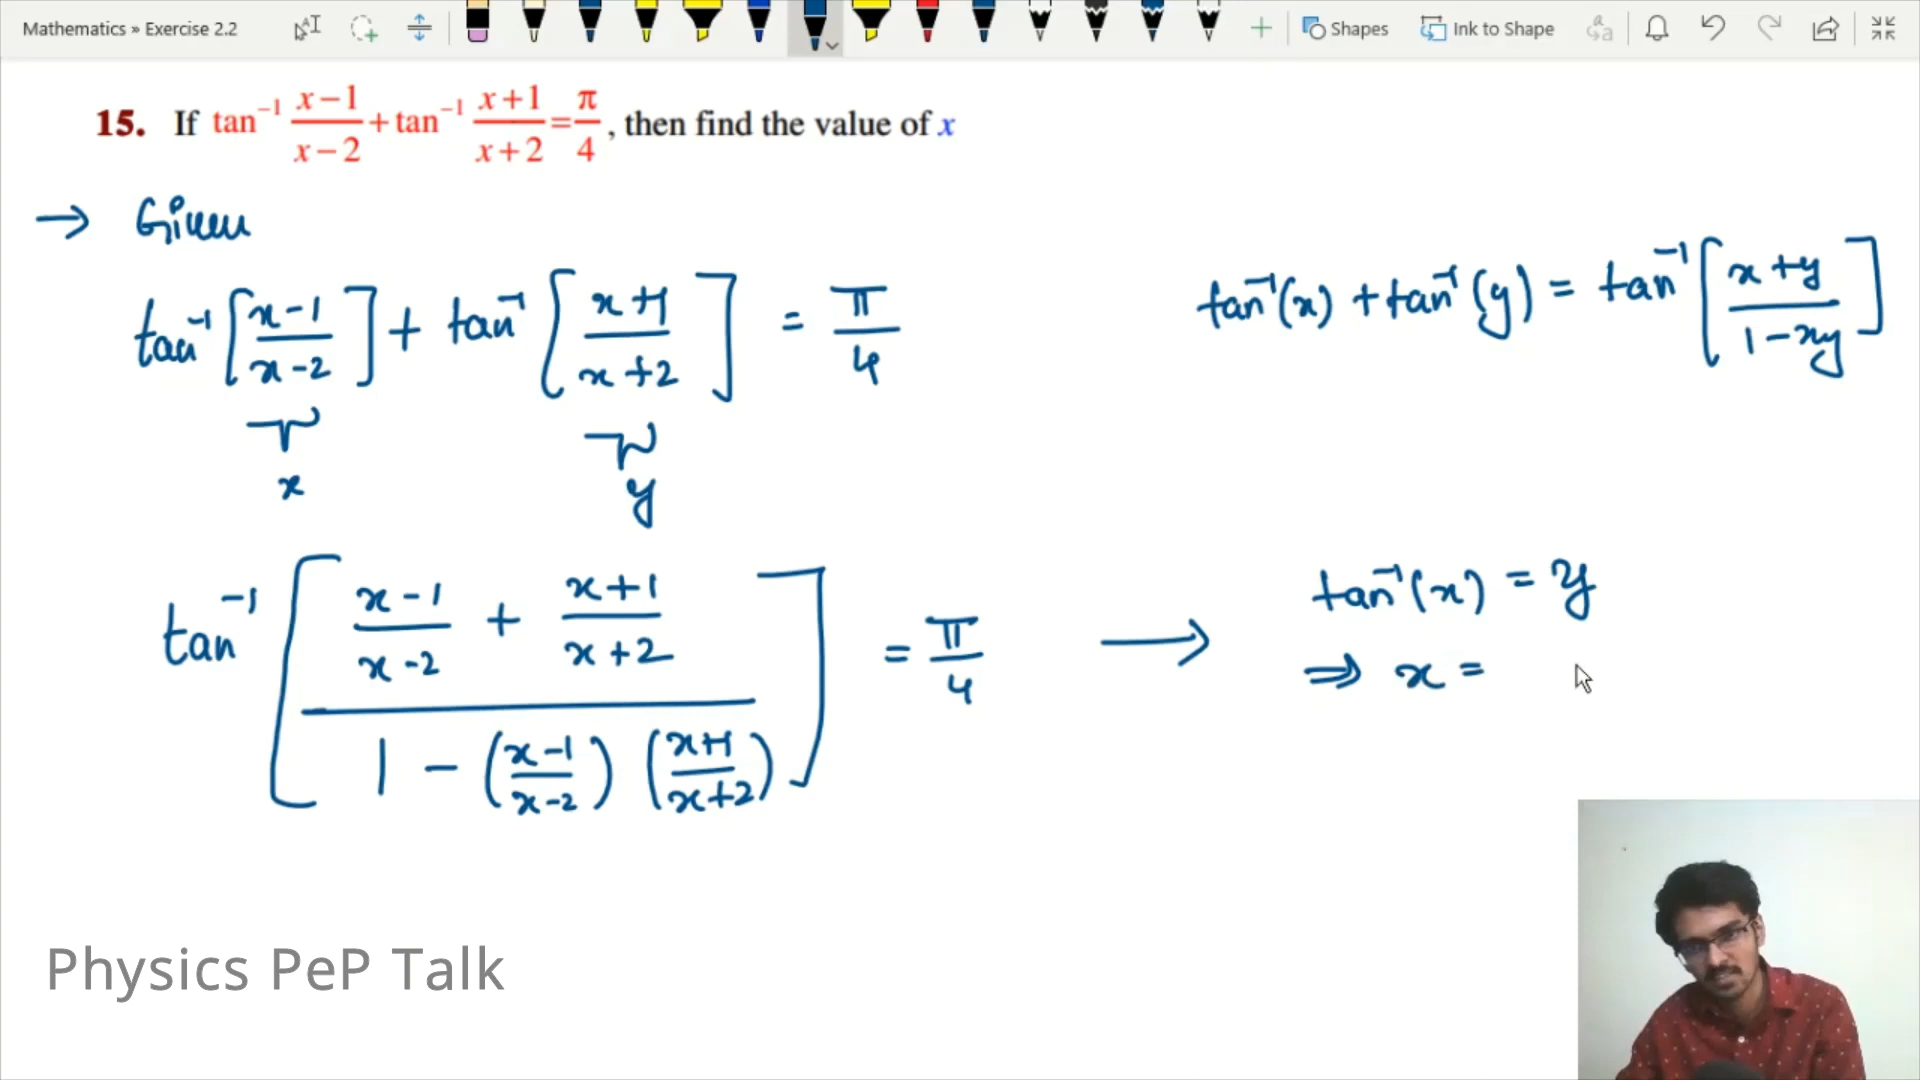 Mathematics » Exercise 2.2
Shapes
Ink to Shape
15. If tan⁻¹ (x−1)/(x−2) + tan⁻¹ (x+1)/(x+2) = π/4, then find the value of x
→ Given
tan⁻¹ [(x−1)/(x−2)] + tan⁻¹ [(x+1)/(x+2)] = π/4
x
y
tan⁻¹(x) + tan⁻¹(y) = tan⁻¹ [(x+y)/(1−xy)]
tan⁻¹ [((x−1)/(x−2) + (x+1)/(x+2)) / (1 − ((x−1)/(x−2)) ((x+1)/(x+2)))] = π/4 →
tan⁻¹(x) = y
⇒ x =
Physics PeP Talk